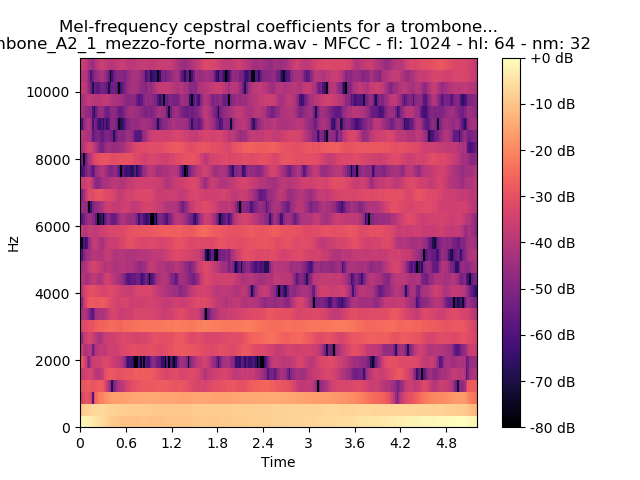 Mel-frequency cepstral coefficients for a trombone...
nbone_A2_1_mezzo-forte_norma.wav - MFCC - fl: 1024 - hl: 64 - nm: 32
+0 dB
10000
-10 dB
8000
-20 dB
-30 dB
6000
Hz
-40 dB
4000
-50 dB
-60 dB
2000
-70 dB
0
-80 dB
0 0.6 1.2 1.8 2.4 3 3.6 4.2 4.8
Time